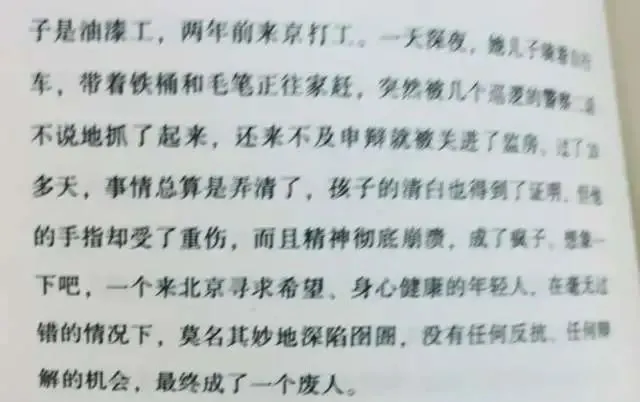 子是油漆工，两年前来京打工。一天深夜，她儿子骑着自行
车，带着铁桶和毛笔正往家赶，突然被几个巡逻的警察二话
不说地抓了起来，还来不及申辩就被关进了监房。过了
多天，事情总算是弄清了，孩子的清白也得到了证明。但他
的手指却受了重伤，而且精神彻底崩溃，成了疯子。想像一
下吧，一个来北京寻求希望、身心健康的年轻人，在毫无过
错的情况下，莫名其妙地深陷囹圄，没有任何反抗、任何辩
解的机会，最终成了一个废人。